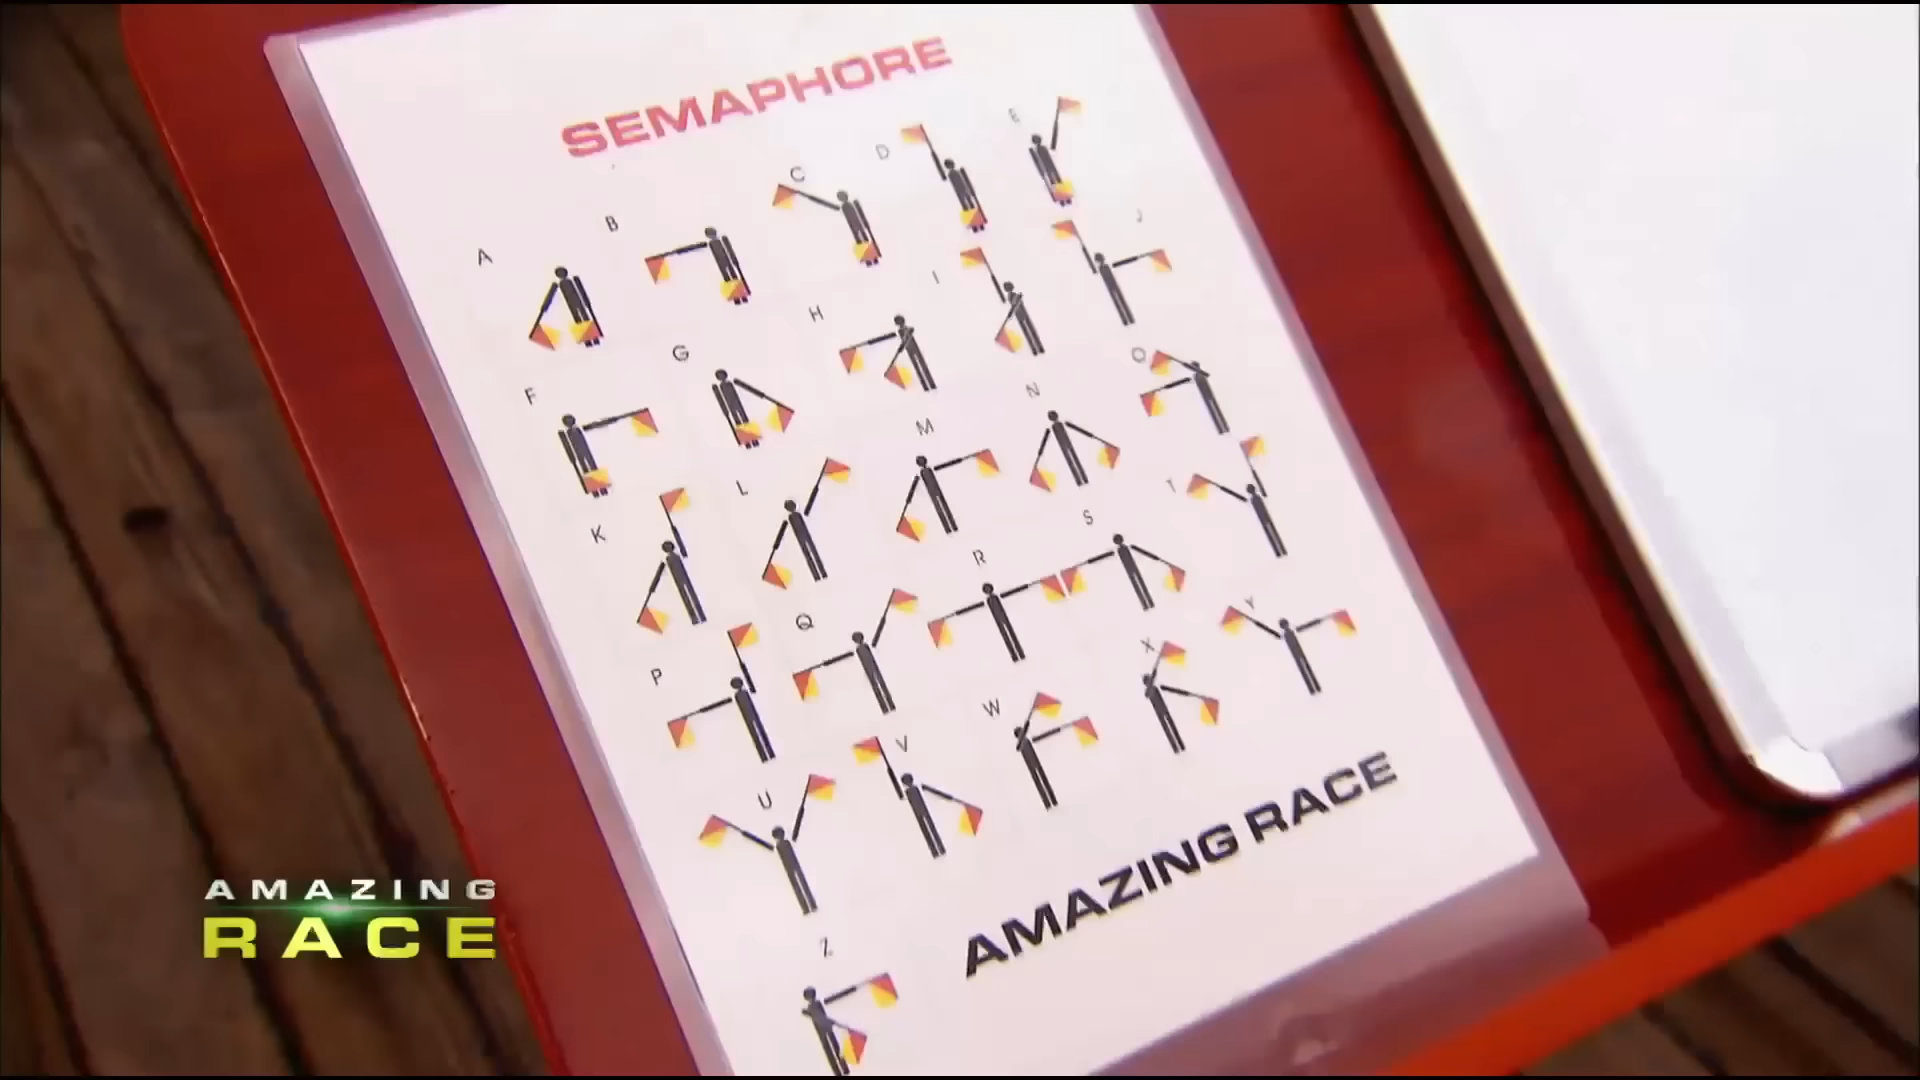 SEMAPHORE
A B C D E
F G H I J
K L M N O
P Q R S T
U V W X Y
Z
AMAZING RACE
AMAZING
RACE